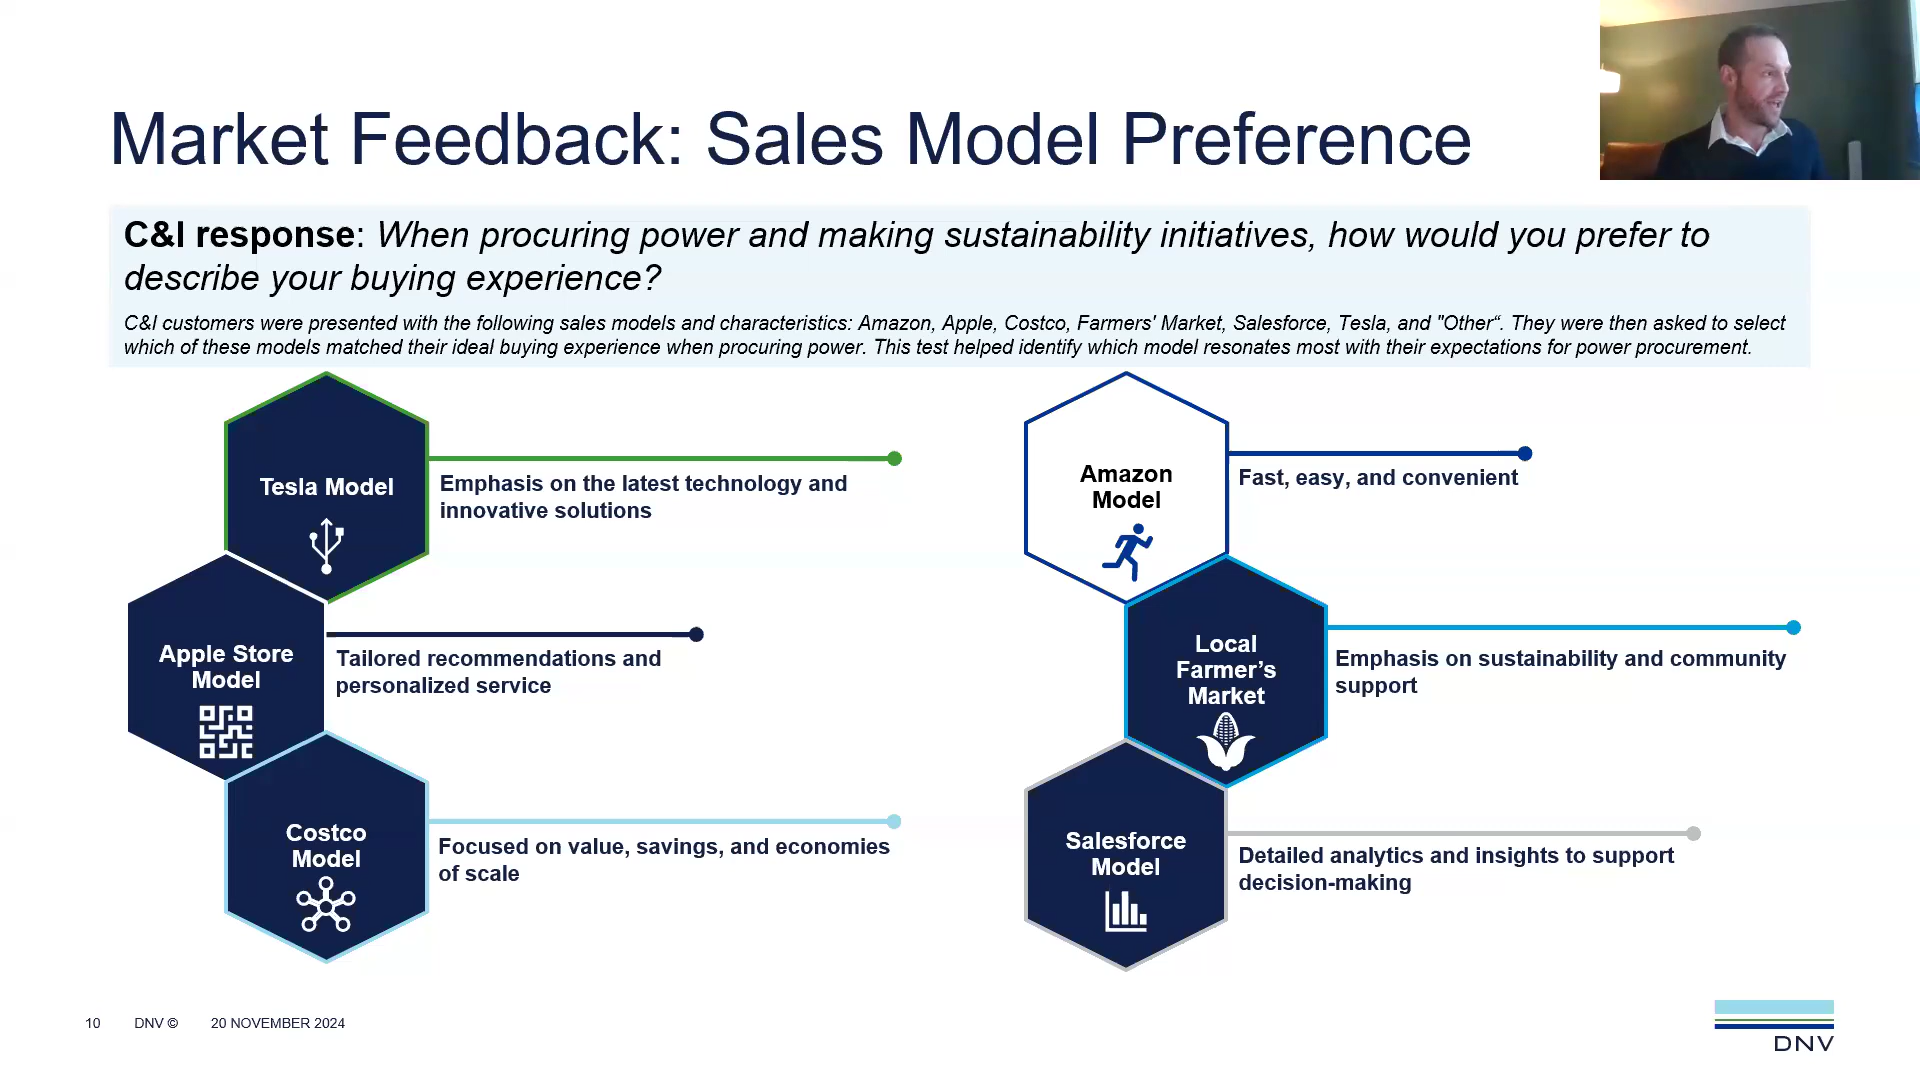 Market Feedback: Sales Model Preference
C&I response: When procuring power and making sustainability initiatives, how would you prefer to
describe your buying experience?
C&I customers were presented with the following sales models and characteristics: Amazon, Apple, Costco, Farmers' Market, Salesforce, Tesla, and "Other“. They were then asked to select
which of these models matched their ideal buying experience when procuring power. This test helped identify which model resonates most with their expectations for power procurement.
Tesla Model
Emphasis on the latest technology and
innovative solutions
Apple Store
Model
Tailored recommendations and
personalized service
Costco
Model
Focused on value, savings, and economies
of scale
Amazon
Model
Fast, easy, and convenient
Local
Farmer’s
Market
Emphasis on sustainability and community
support
Salesforce
Model
Detailed analytics and insights to support
decision-making
10 DNV © 20 NOVEMBER 2024
DNV